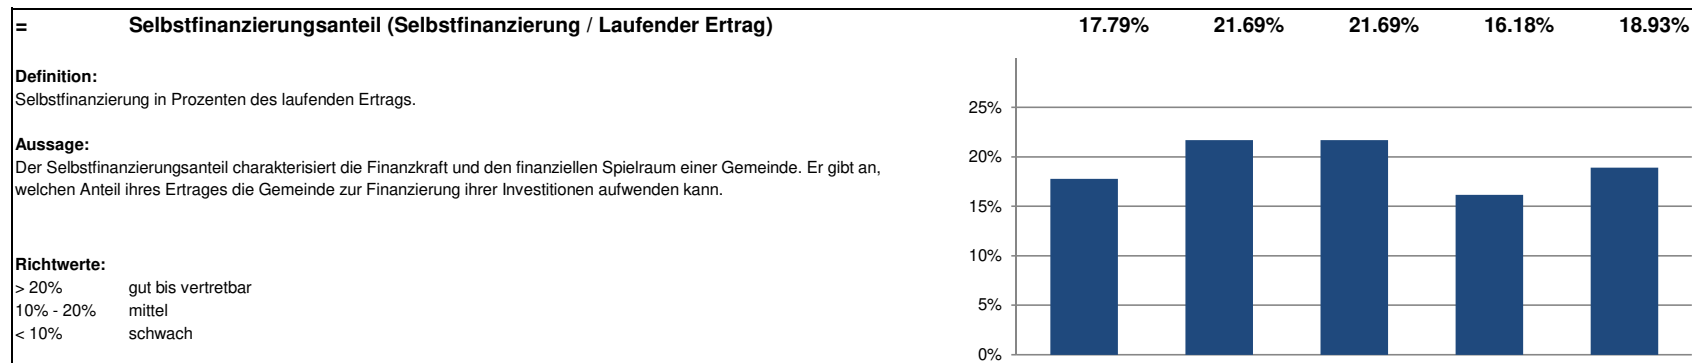 = Selbstfinanzierungsanteil (Selbstfinanzierung / Laufender Ertrag) 17.79% 21.69% 21.69% 16.18% 18.93%
Definition:
Selbstfinanzierung in Prozenten des laufenden Ertrags.
Aussage:
Der Selbstfinanzierungsanteil charakterisiert die Finanzkraft und den finanziellen Spielraum einer Gemeinde. Er gibt an,
welchen Anteil ihres Ertrages die Gemeinde zur Finanzierung ihrer Investitionen aufwenden kann.
Richtwerte:
> 20% gut bis vertretbar
10% - 20% mittel
< 10% schwach
25%
20%
15%
10%
5%
0%